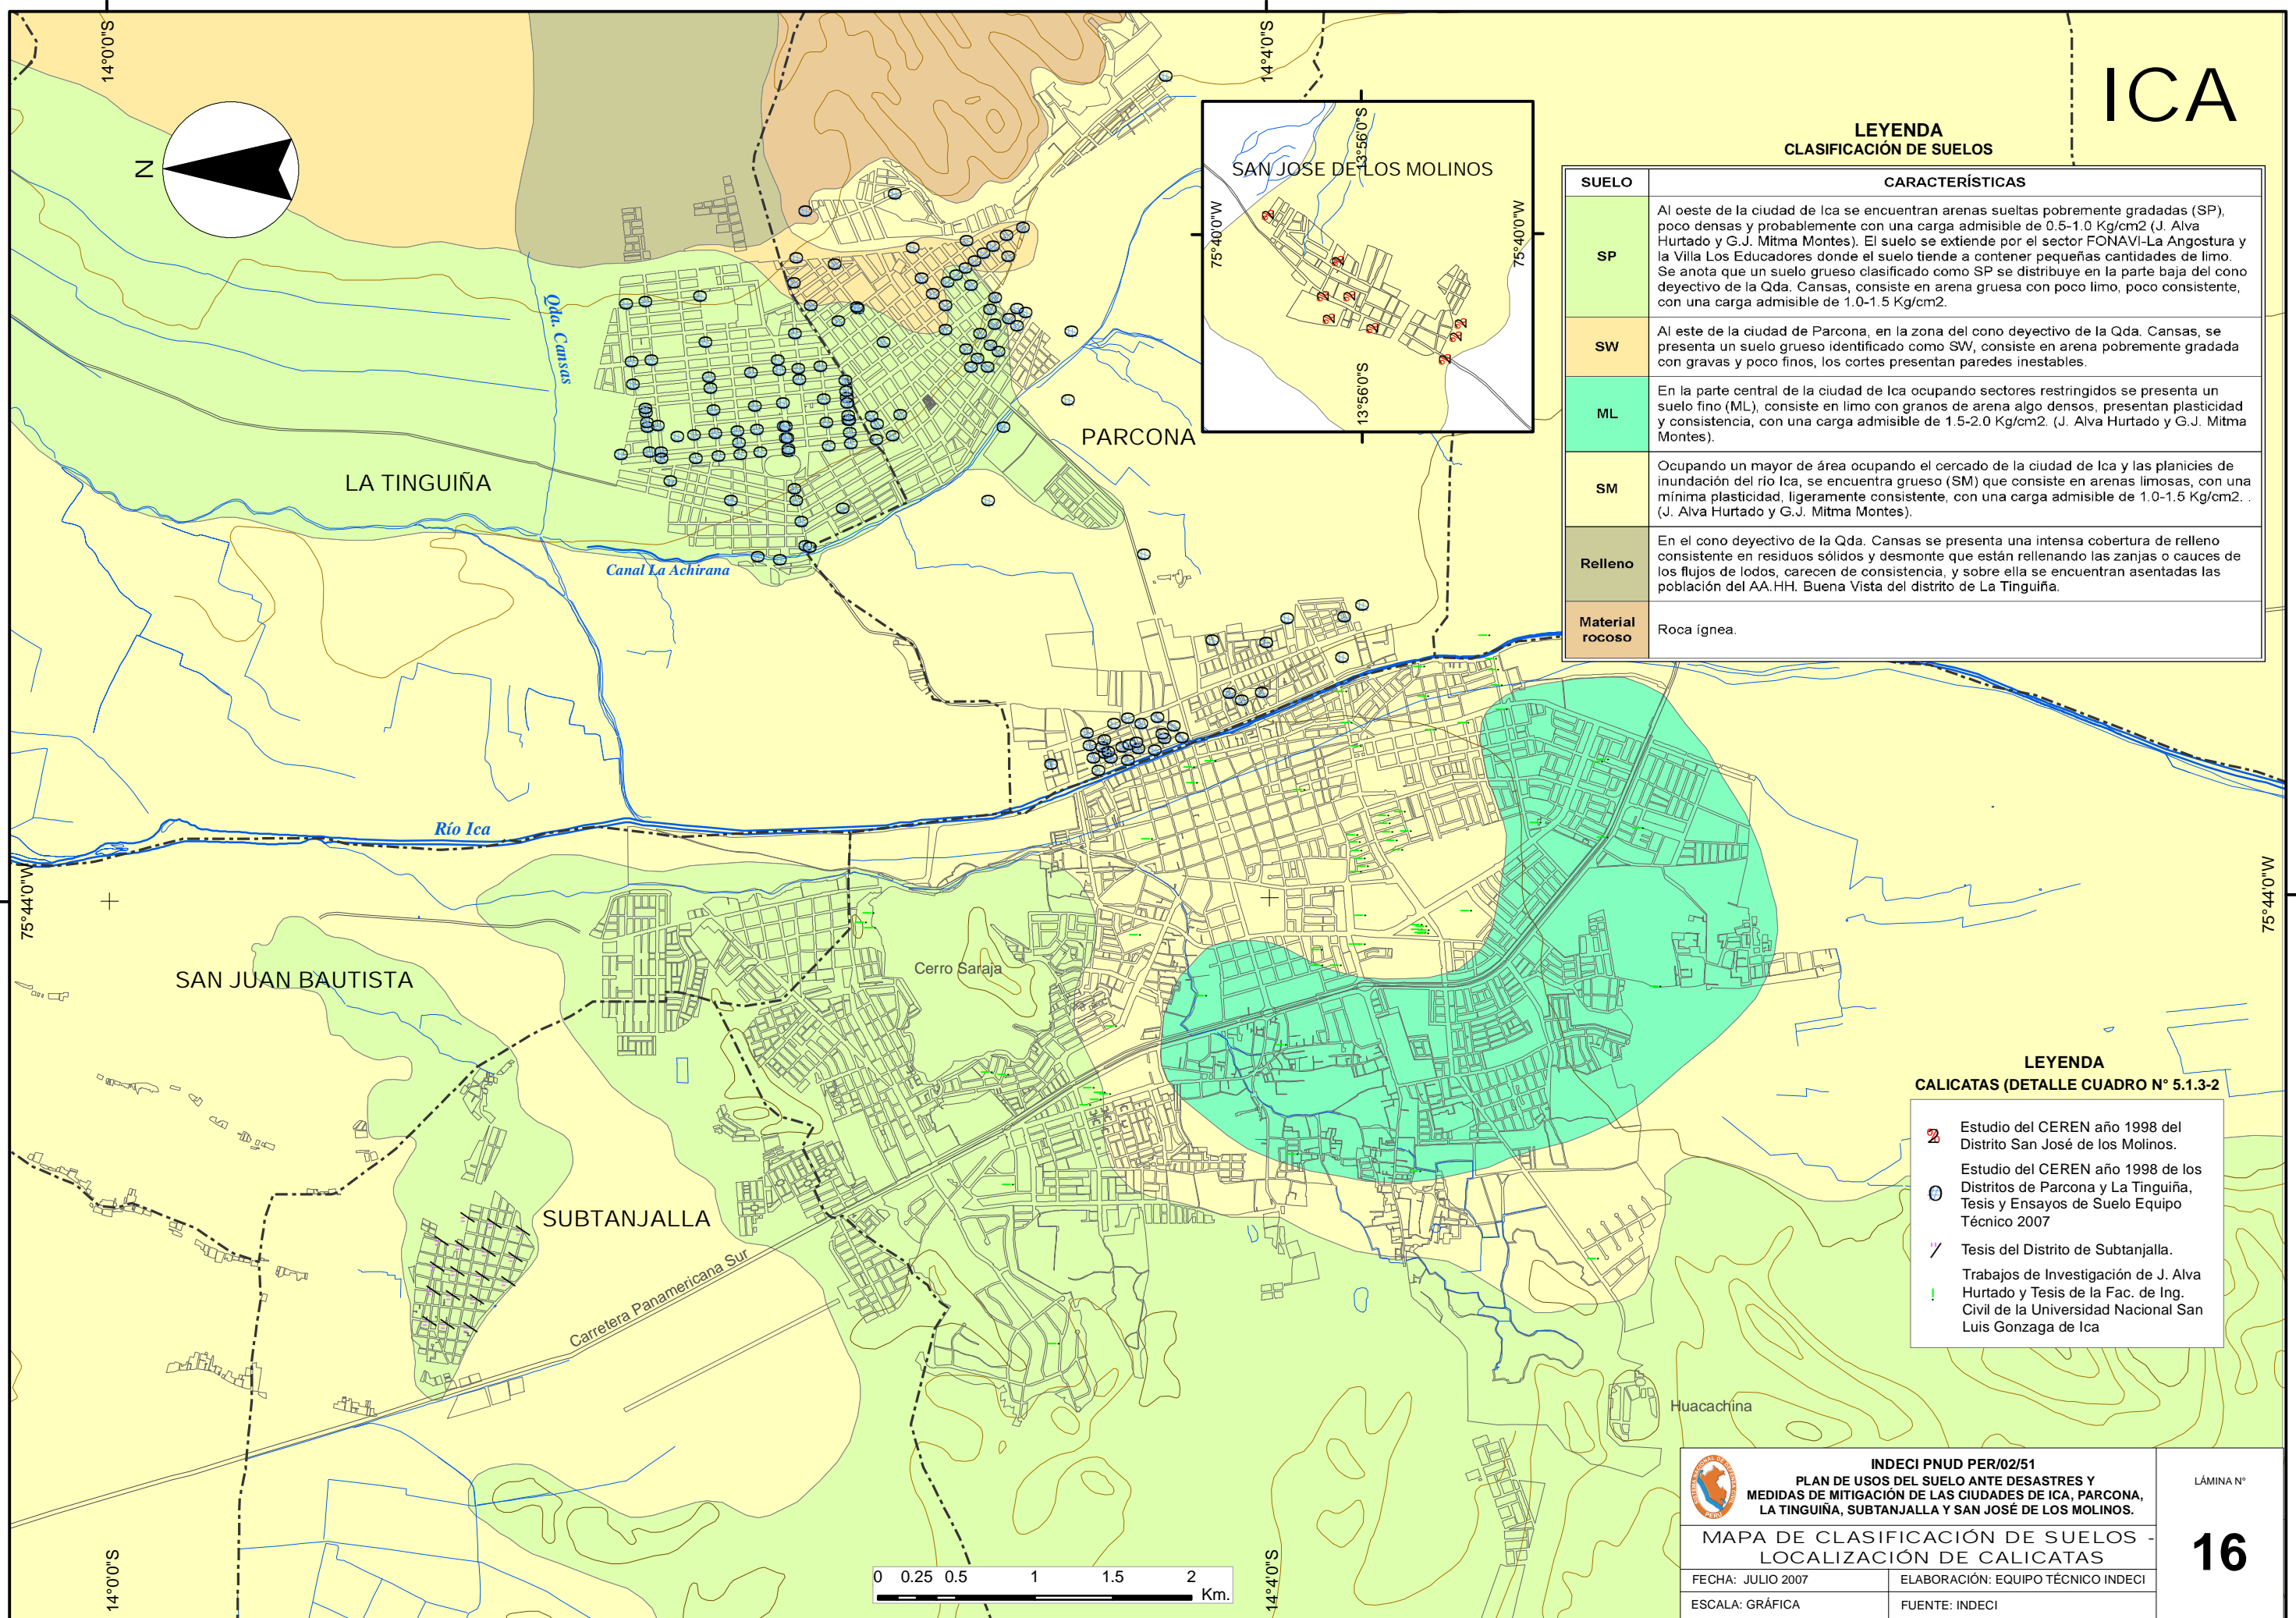 14°0'0"S
14°4'0"S
ICA
N
SAN JOSE DE LOS MOLINOS
13°56'0"S
75°40'0"W
75°40'0"W
13°56'0"S
LEYENDA
CLASIFICACIÓN DE SUELOS
SUELO
CARACTERÍSTICAS
SP
Al oeste de la ciudad de Ica se encuentran arenas sueltas pobremente gradadas (SP),
poco densas y probablemente con una carga admisible de 0.5-1.0 Kg/cm2 (J. Alva
Hurtado y G.J. Mitma Montes). El suelo se extiende por el sector FONAVI-La Angostura y
la Villa Los Educadores donde el suelo tiende a contener pequeñas cantidades de limo.
Se anota que un suelo grueso clasificado como SP se distribuye en la parte baja del cono
deyectivo de la Qda. Cansas, consiste en arena gruesa con poco limo, poco consistente,
con una carga admisible de 1.0-1.5 Kg/cm2.
SW
Al este de la ciudad de Parcona, en la zona del cono deyectivo de la Qda. Cansas, se
presenta un suelo grueso identificado como SW, consiste en arena pobremente gradada
con gravas y poco finos, los cortes presentan paredes inestables.
ML
En la parte central de la ciudad de Ica ocupando sectores restringidos se presenta un
suelo fino (ML), consiste en limo con granos de arena algo densos, presentan plasticidad
y consistencia, con una carga admisible de 1.5-2.0 Kg/cm2. (J. Alva Hurtado y G.J. Mitma
Montes).
SM
Ocupando un mayor de área ocupando el cercado de la ciudad de Ica y las planicies de
inundación del río Ica, se encuentra grueso (SM) que consiste en arenas limosas, con una
mínima plasticidad, ligeramente consistente, con una carga admisible de 1.0-1.5 Kg/cm2. .
(J. Alva Hurtado y G.J. Mitma Montes).
Relleno
En el cono deyectivo de la Qda. Cansas se presenta una intensa cobertura de relleno
consistente en residuos sólidos y desmonte que están rellenando las zanjas o cauces de
los flujos de lodos, carecen de consistencia, y sobre ella se encuentran asentadas las
población del AA.HH. Buena Vista del distrito de La Tinguiña.
Material
rocoso
Roca ígnea.
Qda. Cansas
PARCONA
LA TINGUIÑA
Canal La Achirana
Río Ica
75°44'0"W
75°44'0"W
Cerro Saraja
SAN JUAN BAUTISTA
SUBTANJALLA
Carretera Panamericana Sur
Huacachina
LEYENDA
CALICATAS (DETALLE CUADRO N° 5.1.3-2
Estudio del CEREN año 1998 del
Distrito San José de los Molinos.
Estudio del CEREN año 1998 de los
Distritos de Parcona y La Tinguiña,
Tesis y Ensayos de Suelo Equipo
Técnico 2007
Tesis del Distrito de Subtanjalla.
Trabajos de Investigación de J. Alva
Hurtado y Tesis de la Fac. de Ing.
Civil de la Universidad Nacional San
Luis Gonzaga de Ica
14°0'0"S
0 0.25 0.5 1 1.5 2
Km.
14°4'0"S
INDECI PNUD PER/02/51
PLAN DE USOS DEL SUELO ANTE DESASTRES Y
MEDIDAS DE MITIGACIÓN DE LAS CIUDADES DE ICA, PARCONA,
LA TINGUIÑA, SUBTANJALLA Y SAN JOSÉ DE LOS MOLINOS.
MAPA DE CLASIFICACIÓN DE SUELOS -
LOCALIZACIÓN DE CALICATAS
FECHA: JULIO 2007
ELABORACIÓN: EQUIPO TÉCNICO INDECI
ESCALA: GRÁFICA
FUENTE: INDECI
LÁMINA N°
16